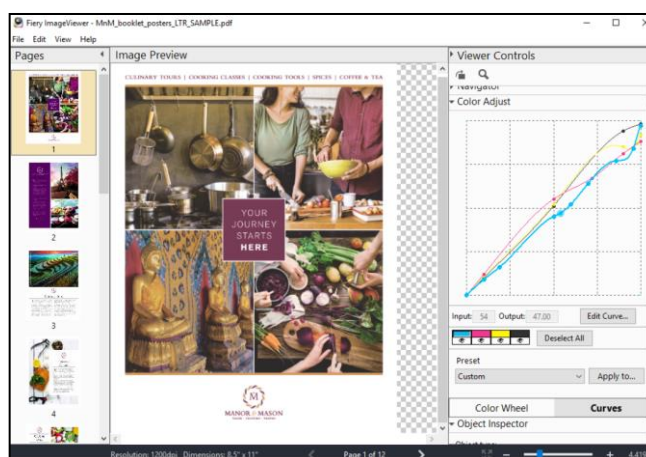 Fiery ImageViewer - MnM_booklet_posters_LTR_SAMPLE.pdf
File Edit View Help
Pages
1
2
3
4
Image Preview
CULINARY TOURS | COOKING CLASSES | COOKING TOOLS | SPICES | COFFEE & TEA
YOUR
JOURNEY
STARTS
HERE
M
MANOR & MASON
Resolution: 1200dpi Dimensions: 8.5" x 11" Page 1 of 12
Viewer Controls
Navigator
Color Adjust
Input: 54 Output: 47.00 Edit Curve...
Deselect All
Preset
Custom Apply to...
Color Wheel Curves
Object Inspector